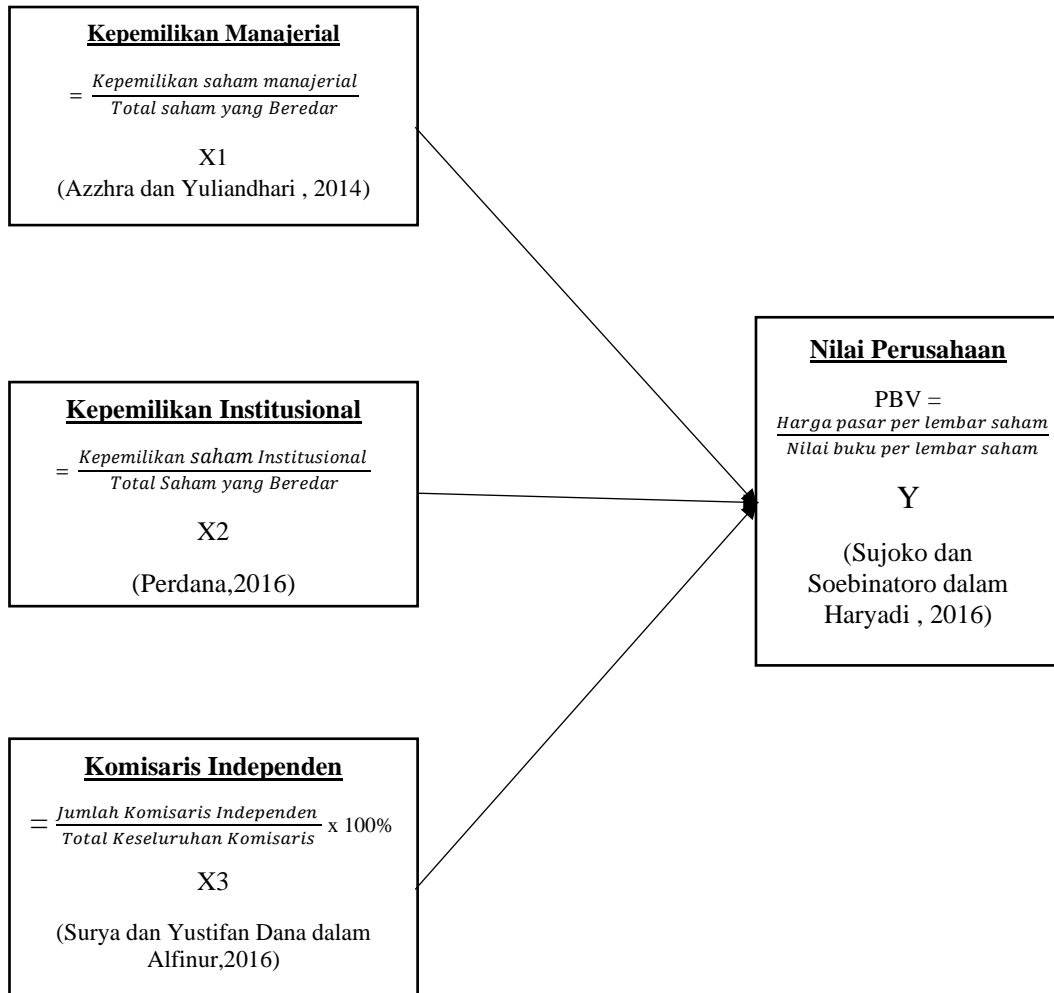 Kepemilikan Manajerial
= Kepemilikan saham manajerial
Total saham yang Beredar
X1
(Azzhra dan Yuliandhari , 2014)
Kepemilikan Institusional
= Kepemilikan saham Institusional
Total Saham yang Beredar
X2
(Perdana,2016)
Komisaris Independen
= Jumlah Komisaris Independen
Total Keseluruhan Komisaris x 100%
X3
(Surya dan Yustifan Dana dalam
Alfinur,2016)
Nilai Perusahaan
PBV =
Harga pasar per lembar saham
Nilai buku per lembar saham
Y
(Sujoko dan
Soebinatoro dalam
Haryadi , 2016)